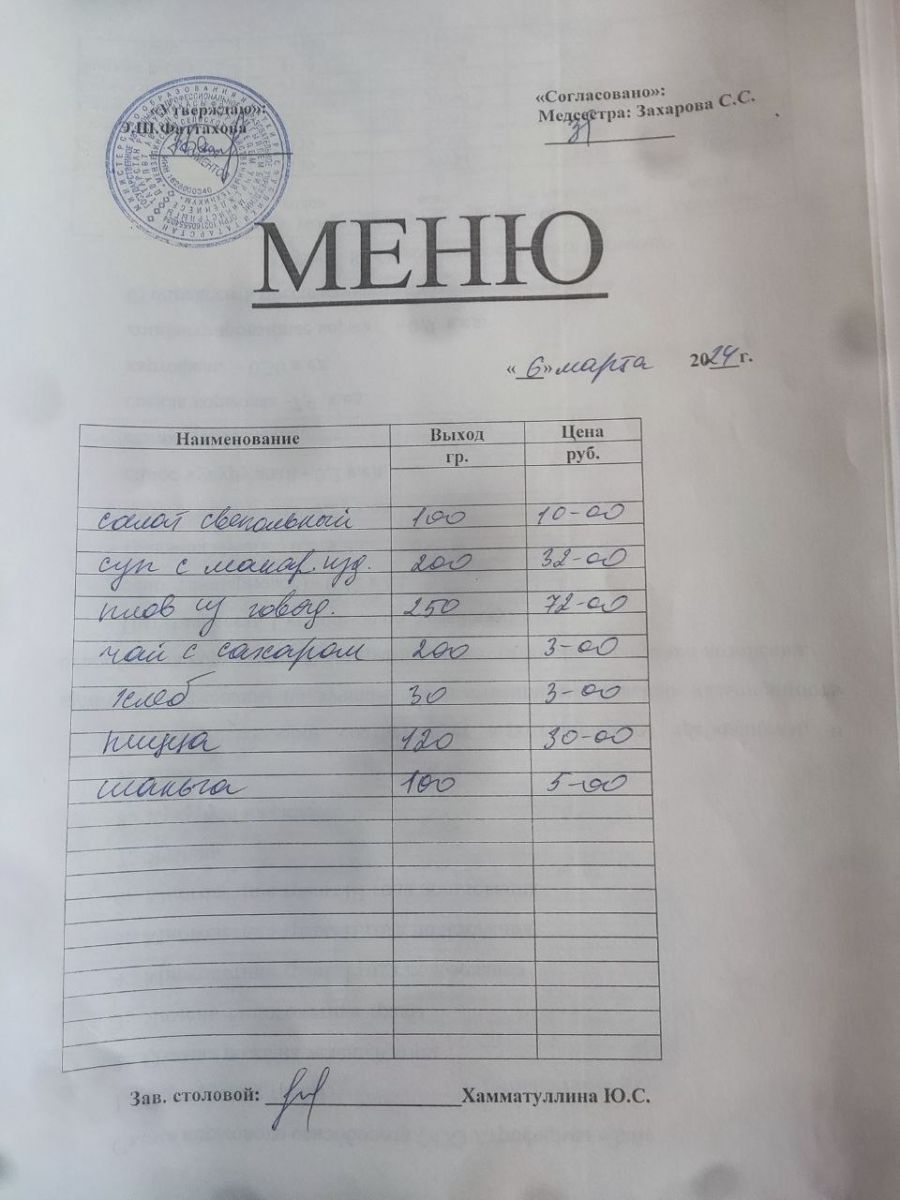 «Утверждаю»:
Э.Ш.Фаттахова
«Согласовано»:
Медсестра: Захарова С.С.
МЕНЮ
«6» марта 2024 г.
Наименование Выход гр. Цена руб.
салат свекольный 100 10-00
суп с макар. изд. 200 32-00
плов из говяд. 250 72-00
чай с сахаром 200 3-00
хлеб 30 3-00
пицца 120 30-00
шаньга 100 5-00
Зав. столовой: Хамматуллина Ю.С.